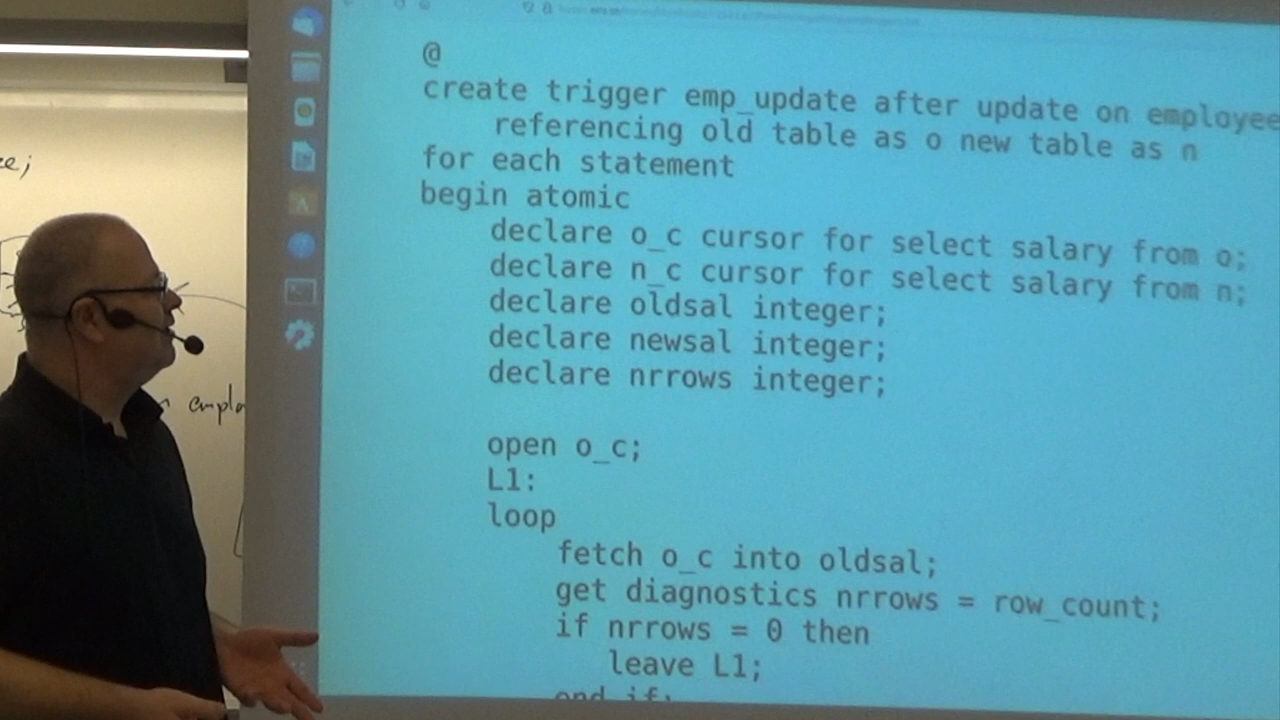 @
create trigger emp_update after update on employee
referencing old table as o new table as n
for each statement
begin atomic
declare o_c cursor for select salary from o;
declare n_c cursor for select salary from n;
declare oldsal integer;
declare newsal integer;
declare nrrows integer;
open o_c;
L1:
loop
fetch o_c into oldsal;
get diagnostics nrrows = row_count;
if nrrows = 0 then
leave L1;
end if;